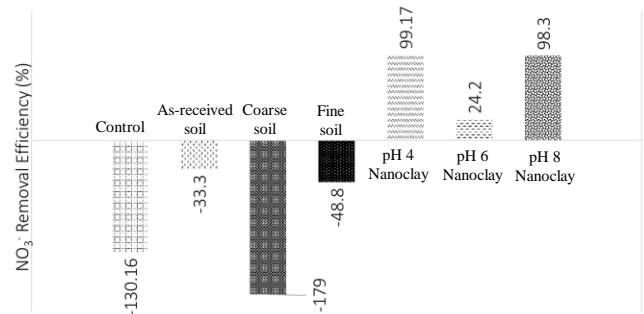 NO₃⁻ Removal Efficiency (%)
Control
As-received
soil
Coarse
soil
Fine
soil
pH 4
Nanoclay
pH 6
Nanoclay
pH 8
Nanoclay
-130.16
-33.3
-179
-48.8
99.17
24.2
98.3